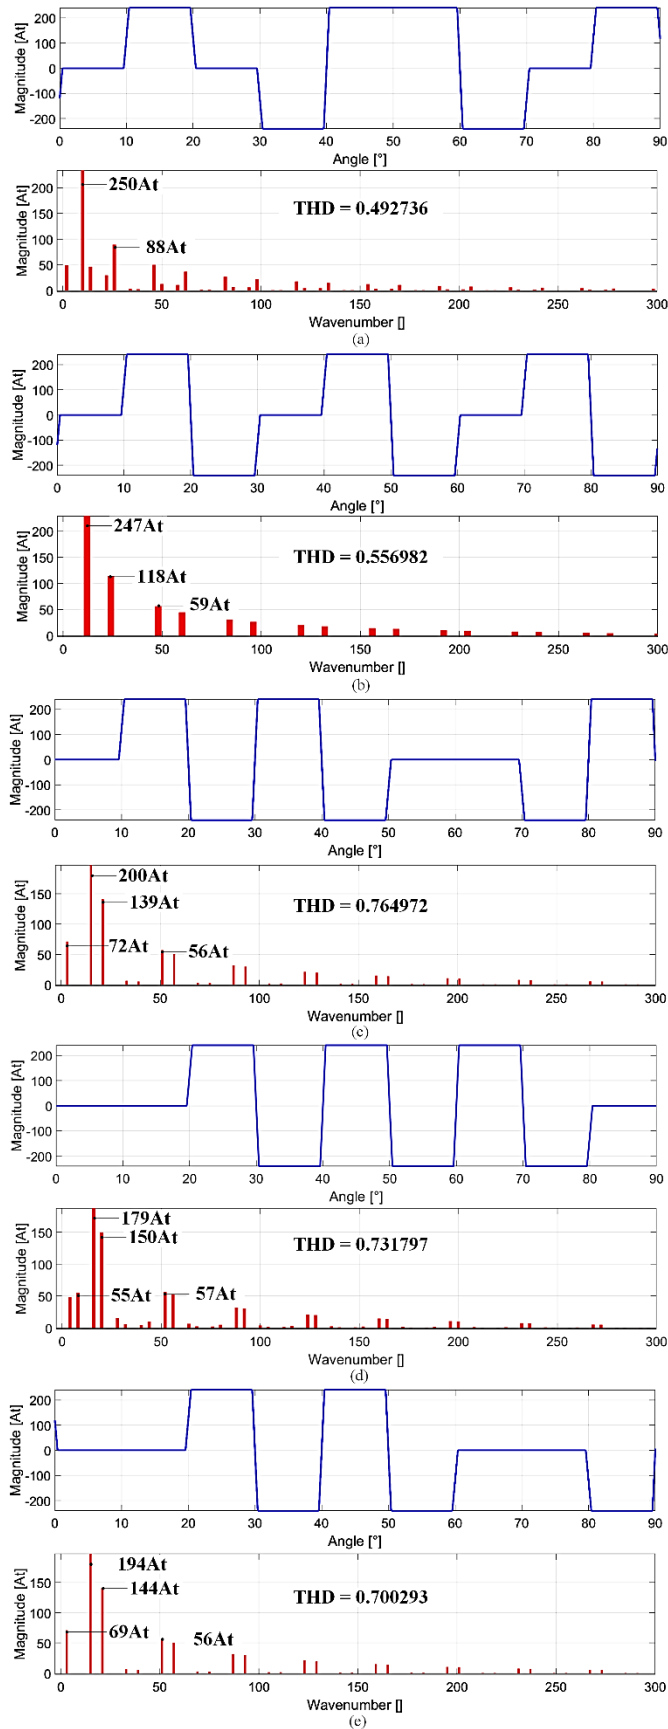 Magnitude [At]
200
100
0
-100
-200
0 10 20 30 40 50 60 70 80 90
Angle [°]
Magnitude [At]
200
150
100
50
0
250At
THD = 0.492736
88At
0 50 100 150 200 250 300
Wavenumber []
(a)
Magnitude [At]
200
100
0
-100
-200
0 10 20 30 40 50 60 70 80 90
Angle [°]
Magnitude [At]
200
150
100
50
0
247At
THD = 0.556982
118At
59At
0 50 100 150 200 250 300
Wavenumber []
(b)
Magnitude [At]
200
100
0
-100
-200
0 10 20 30 40 50 60 70 80 90
Angle [°]
Magnitude [At]
150
100
50
0
200At
139At
THD = 0.764972
72At
56At
0 50 100 150 200 250 300
Wavenumber []
(c)
Magnitude [At]
200
100
0
-100
-200
0 10 20 30 40 50 60 70 80 90
Angle [°]
Magnitude [At]
150
100
50
0
179At
150At
THD = 0.731797
55At
57At
0 50 100 150 200 250 300
Wavenumber []
(d)
Magnitude [At]
200
100
0
-100
-200
0 10 20 30 40 50 60 70 80 90
Angle [°]
Magnitude [At]
150
100
50
0
194At
144At
THD = 0.700293
69At
56At
0 50 100 150 200 250 300
Wavenumber []
(e)